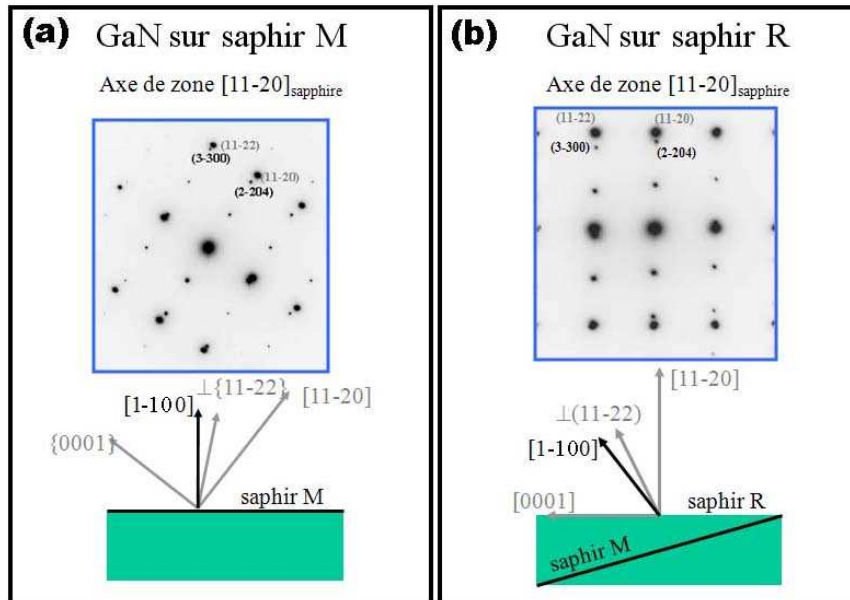 (a) GaN sur saphir M
Axe de zone [11-20]sapphire
(11-22)
(3-300)
(11-20)
(2-204)
⊥{11-22}
[1-100]
[11-20]
{0001}
saphir M
(b) GaN sur saphir R
Axe de zone [11-20]sapphire
(11-22) (11-20)
(3-300) (2-204)
[11-20]
⊥(11-22)
[1-100]
[0001] saphir R
saphir M